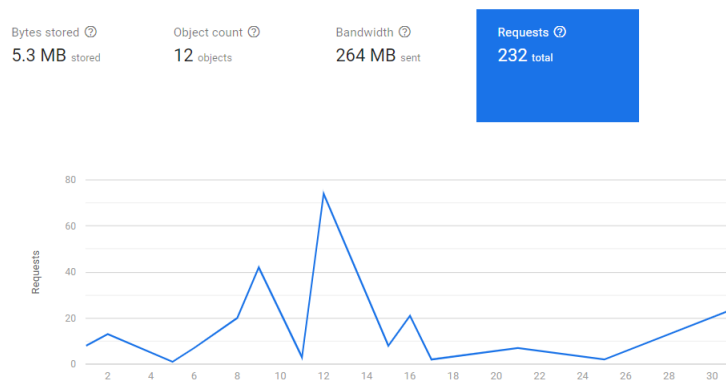 Bytes stored
5.3 MB stored
Object count
12 objects
Bandwidth
264 MB sent
Requests
232 total
80
60
40
20
0
Requests
2 4 6 8 10 12 14 16 18 20 22 24 26 28 30